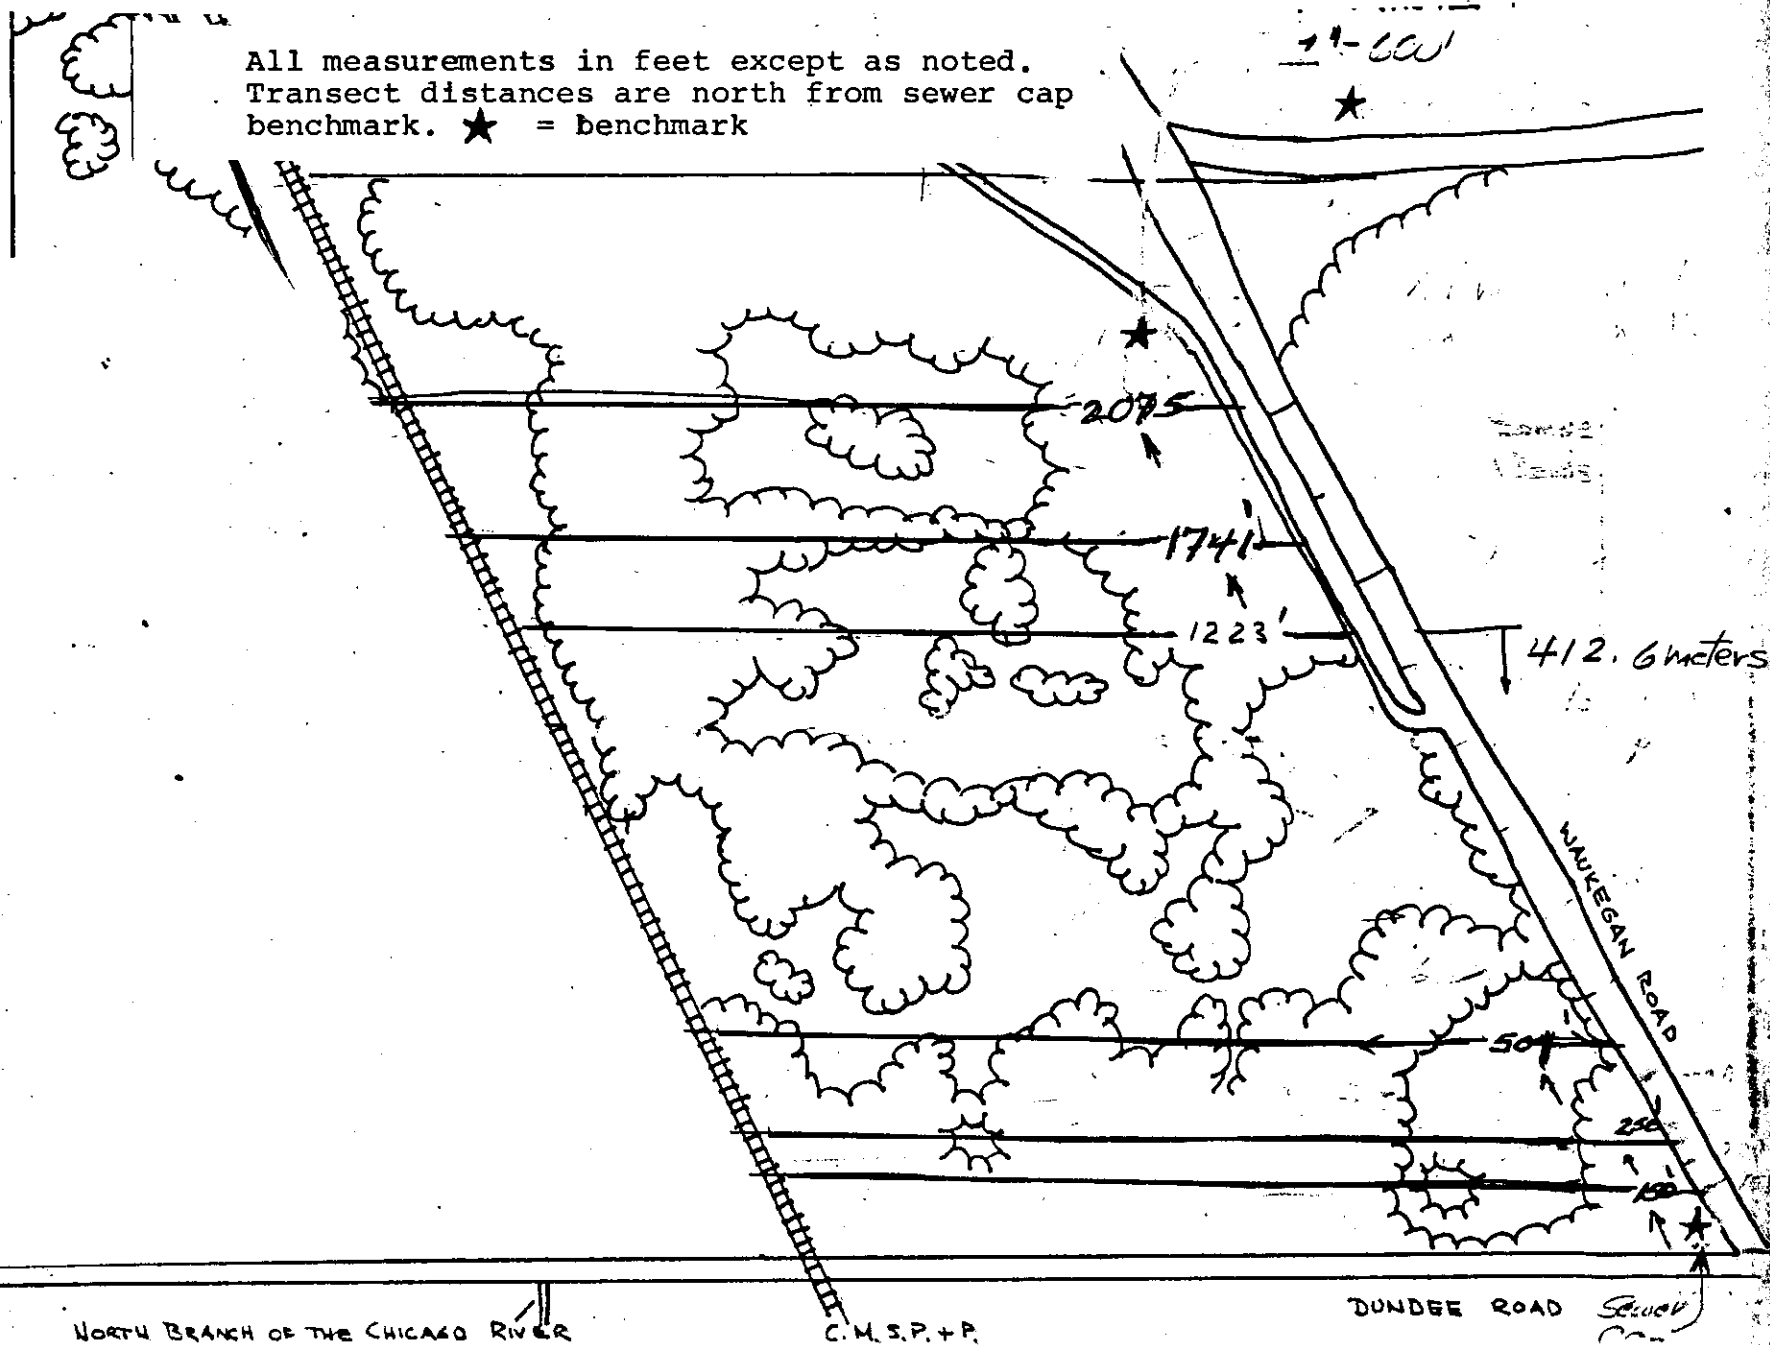 All measurements in feet except as noted.
Transect distances are north from sewer cap
benchmark. ★ = benchmark
2075
1741'
1223'
412.6 meters
WAUKEGAN ROAD
250'
150'
DUNDEE ROAD
Sewer
NORTH BRANCH OF THE CHICAGO RIVER
C.M.S.P.+P.